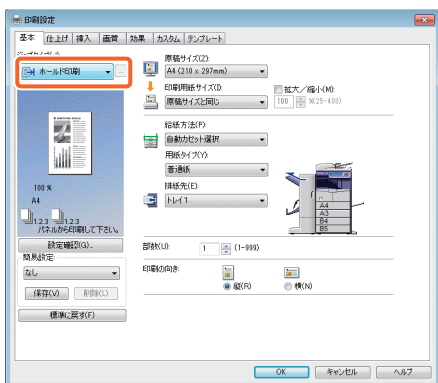 印刷設定
基本 仕上げ 挿入 画質 効果 カスタム テンプレート
ホールド印刷
原稿サイズ(Z):
A4 (210 x 297mm)
印刷用紙サイズ(I):
原稿サイズと同じ
拡大／縮小(M):
100 %(25-400)
給紙方法(P):
自動カセット選択
用紙タイプ(Y):
普通紙
排紙先(E):
トレイ1
100 %
A4
1.2.3 1.2.3
パネルから印刷して下さい。
設定確認(G)...
簡易設定:
なし
保存(V) 削除(L)
標準に戻す(F)
A4
A3
B4
B5
部数(U): 1 (1-999)
印刷の向き:
縦(R) 横(N)
OK キャンセル ヘルプ